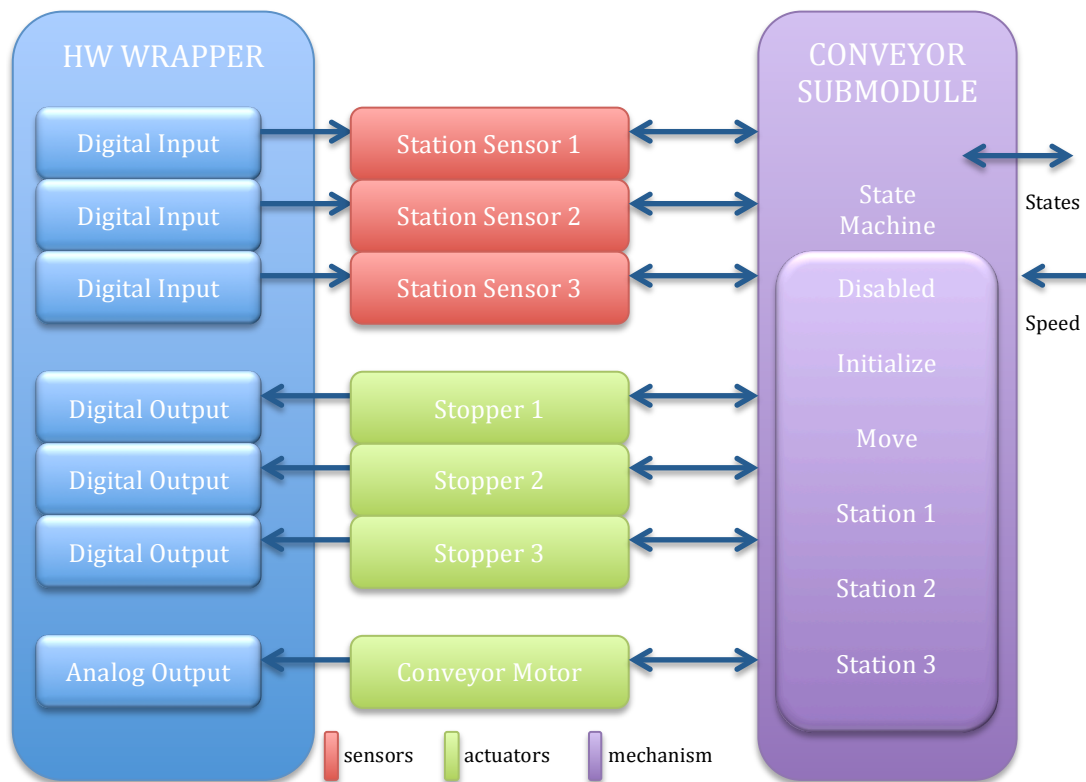 HW WRAPPER
Digital Input
Digital Input
Digital Input
Digital Output
Digital Output
Digital Output
Analog Output
Station Sensor 1
Station Sensor 2
Station Sensor 3
Stopper 1
Stopper 2
Stopper 3
Conveyor Motor
CONVEYOR
SUBMODULE
State
Machine
Disabled
Initialize
Move
Station 1
Station 2
Station 3
States
Speed
sensors
actuators
mechanism